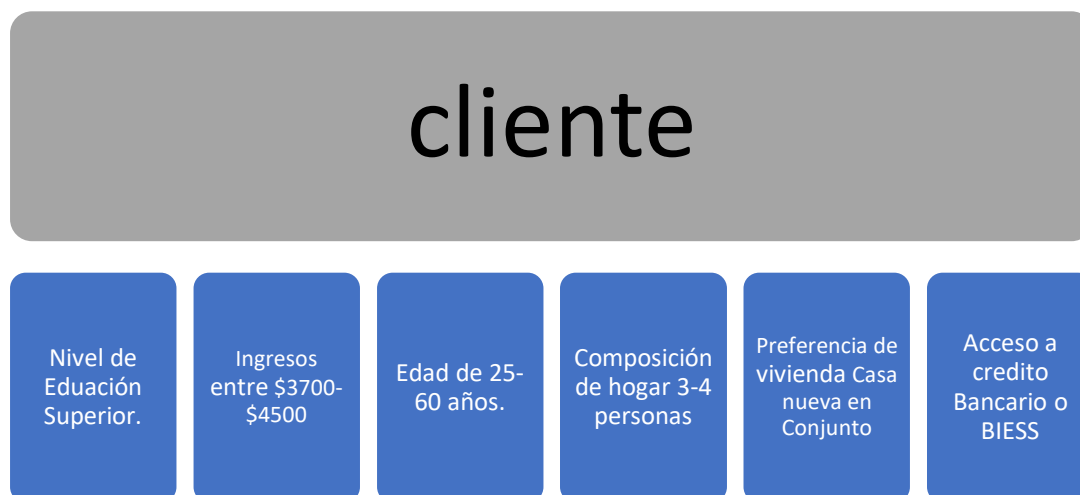 cliente
Nivel de
Eduación
Superior.
Ingresos
entre $3700-
$4500
Edad de 25-
60 años.
Composición
de hogar 3-4
personas
Preferencia de
vivienda Casa
nueva en
Conjunto
Acceso a
credito
Bancario o
BIESS